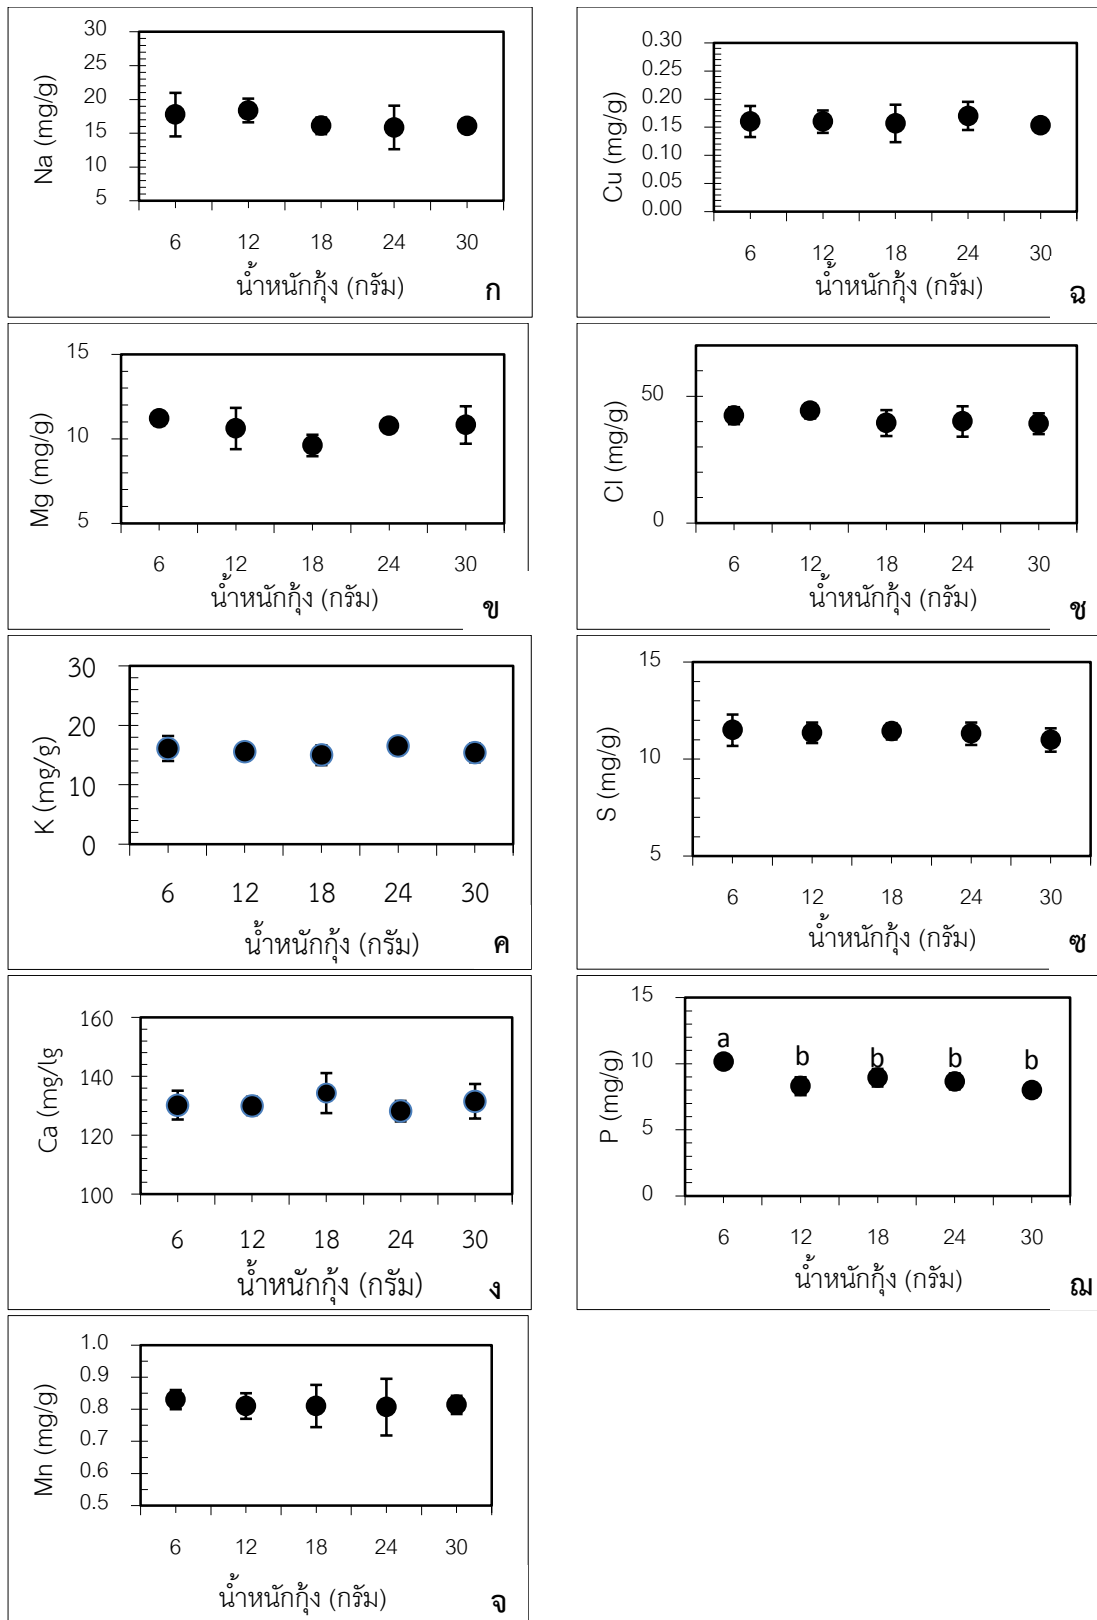 Na (mg/g)
30
25
20
15
10
5
6 12 18 24 30
น้ำหนักกุ้ง (กรัม)
ก
Cu (mg/g)
0.30
0.25
0.20
0.15
0.10
0.05
0.00
6 12 18 24 30
น้ำหนักกุ้ง (กรัม)
ฉ
Mg (mg/g)
15
10
5
6 12 18 24 30
น้ำหนักกุ้ง (กรัม)
ข
Cl (mg/g)
50
0
6 12 18 24 30
น้ำหนักกุ้ง (กรัม)
ช
K (mg/g)
30
20
10
0
6 12 18 24 30
น้ำหนักกุ้ง (กรัม)
ค
S (mg/g)
15
10
5
6 12 18 24 30
น้ำหนักกุ้ง (กรัม)
ซ
Ca (mg/lg
160
140
120
100
6 12 18 24 30
น้ำหนักกุ้ง (กรัม)
ง
P (mg/g)
15
10
5
0
a b b b b
6 12 18 24 30
น้ำหนักกุ้ง (กรัม)
ฌ
Mn (mg/g)
1.0
0.9
0.8
0.7
0.6
0.5
6 12 18 24 30
น้ำหนักกุ้ง (กรัม)
จ